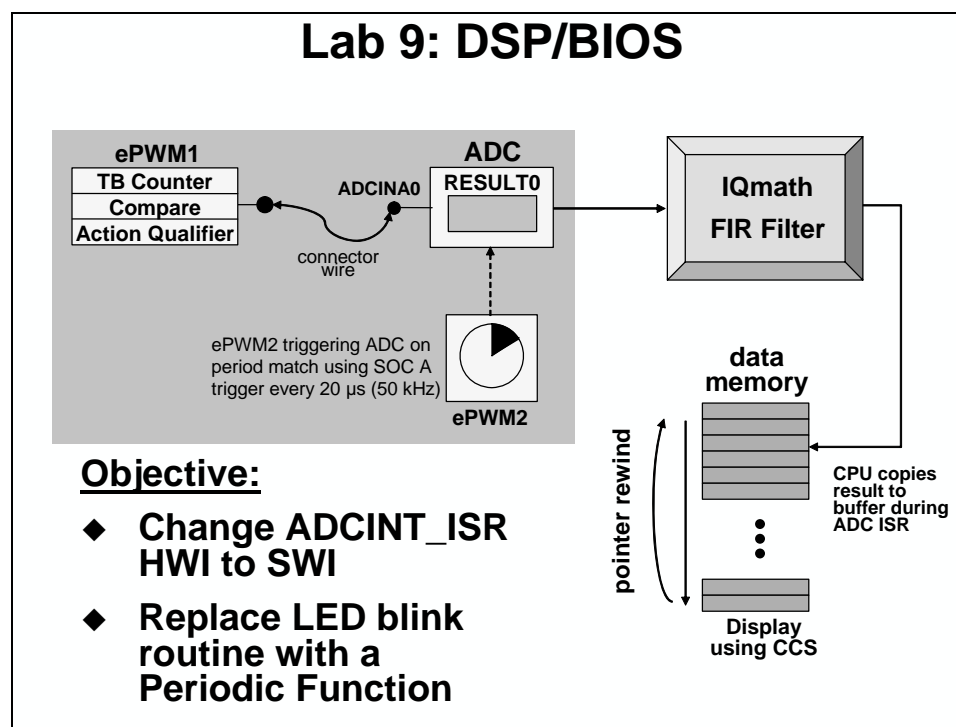 Lab 9: DSP/BIOS
ePWM1
TB Counter
Compare
Action Qualifier
connector
wire
ADCINA0
ADC
RESULT0
IQmath
FIR Filter
ePWM2 triggering ADC on
period match using SOC A
trigger every 20 µs (50 kHz)
ePWM2
data
memory
pointer rewind
CPU copies
result to
buffer during
ADC ISR
Display
using CCS
Objective:
◆ Change ADCINT_ISR
HWI to SWI
◆ Replace LED blink
routine with a
Periodic Function